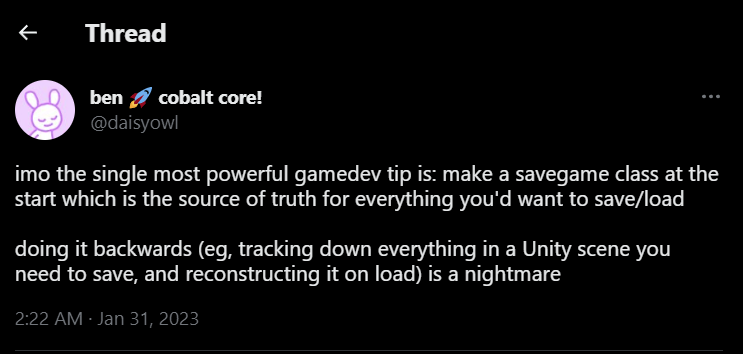 Thread
ben 🚀 cobalt core!
@daisyowl
imo the single most powerful gamedev tip is: make a savegame class at the
start which is the source of truth for everything you'd want to save/load
doing it backwards (eg, tracking down everything in a Unity scene you
need to save, and reconstructing it on load) is a nightmare
2:22 AM · Jan 31, 2023